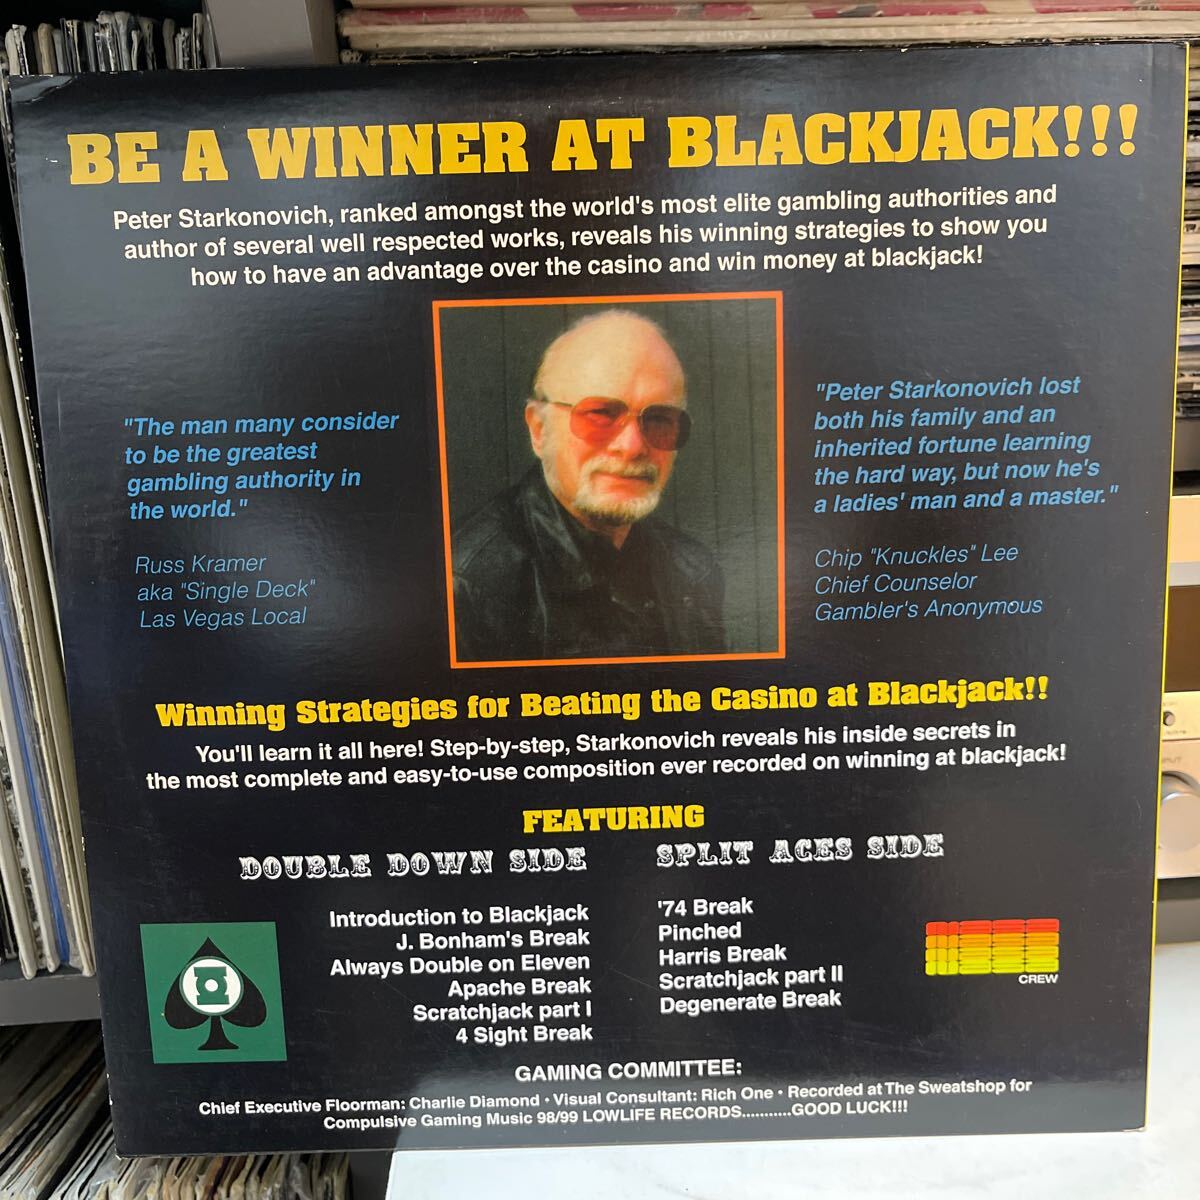 BE A WINNER AT BLACKJACK!!!
Peter Starkonovich, ranked amongst the world's most elite gambling authorities and
author of several well respected works, reveals his winning strategies to show you
how to have an advantage over the casino and win money at blackjack!
"The man many consider
to be the greatest
gambling authority in
the world."
Russ Kramer
aka "Single Deck"
Las Vegas Local
"Peter Starkonovich lost
both his family and an
inherited fortune learning
the hard way, but now he's
a ladies' man and a master."
Chip "Knuckles" Lee
Chief Counselor
Gambler's Anonymous
Winning Strategies for Beating the Casino at Blackjack!!
You'll learn it all here! Step-by-step, Starkonovich reveals his inside secrets in
the most complete and easy-to-use composition ever recorded on winning at blackjack!
FEATURING
DOUBLE DOWN SIDE
Introduction to Blackjack
J. Bonham's Break
Always Double on Eleven
Apache Break
Scratchjack part I
4 Sight Break
SPLIT ACES SIDE
'74 Break
Pinched
Harris Break
Scratchjack part II
Degenerate Break
CREW
GAMING COMMITTEE:
Chief Executive Floorman: Charlie Diamond • Visual Consultant: Rich One • Recorded at The Sweatshop for
Compulsive Gaming Music 98/99 LOWLIFE RECORDS...........GOOD LUCK!!!